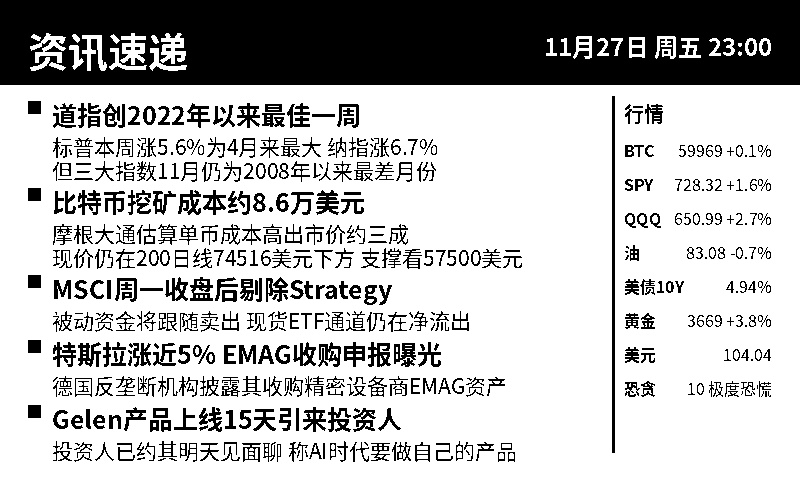 资讯速递
11月27日 周五 23:00
道指创2022年以来最佳一周
标普本周涨5.6%为4月来最大 纳指涨6.7%
但三大指数11月仍为2008年以来最差月份
比特币挖矿成本约8.6万美元
摩根大通估算单币成本高出市价约三成
现价仍在200日线74516美元下方 支撑看57500美元
MSCI周一收盘后剔除Strategy
被动资金将跟随卖出 现货ETF通道仍在净流出
特斯拉涨近5% EMAG收购申报曝光
德国反垄断机构披露其收购精密设备商EMAG资产
Gelen产品上线15天引来投资人
投资人已约其明天见面聊 称AI时代要做自己的产品
行情
BTC 59969 +0.1%
SPY 728.32 +1.6%
QQQ 650.99 +2.7%
油 83.08 -0.7%
美债10Y 4.94%
黄金 3669 +3.8%
美元 104.04
恐贪 10 极度恐慌